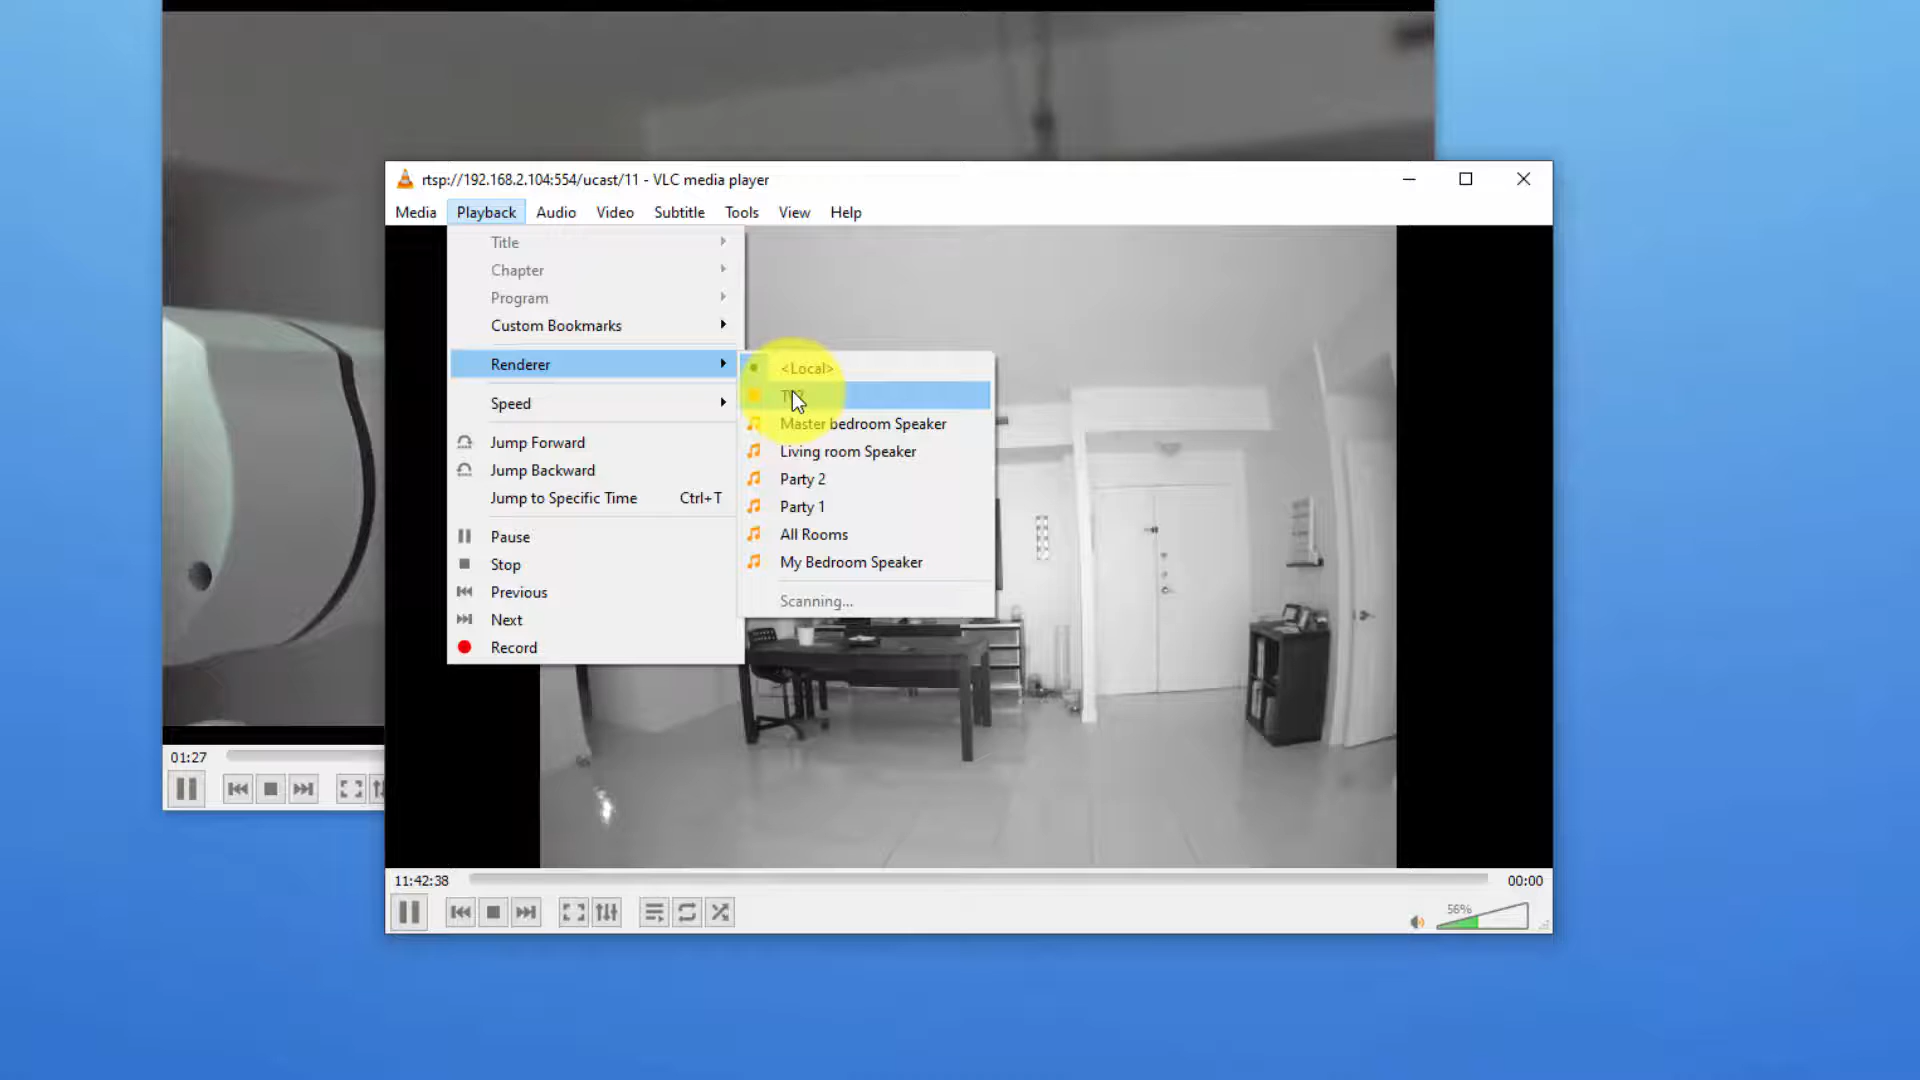 rtsp://192.168.2.104:554/ucast/11 - VLC media player
Media Playback Audio Video Subtitle Tools View Help
Title
Chapter
Program
Custom Bookmarks
Renderer
Speed
Jump Forward
Jump Backward
Jump to Specific Time Ctrl+T
Pause
Stop
Previous
Next
Record
<Local>
Master bedroom Speaker
Living room Speaker
Party 2
Party 1
All Rooms
My Bedroom Speaker
Scanning...
01:27
11:42:38
00:00
56%